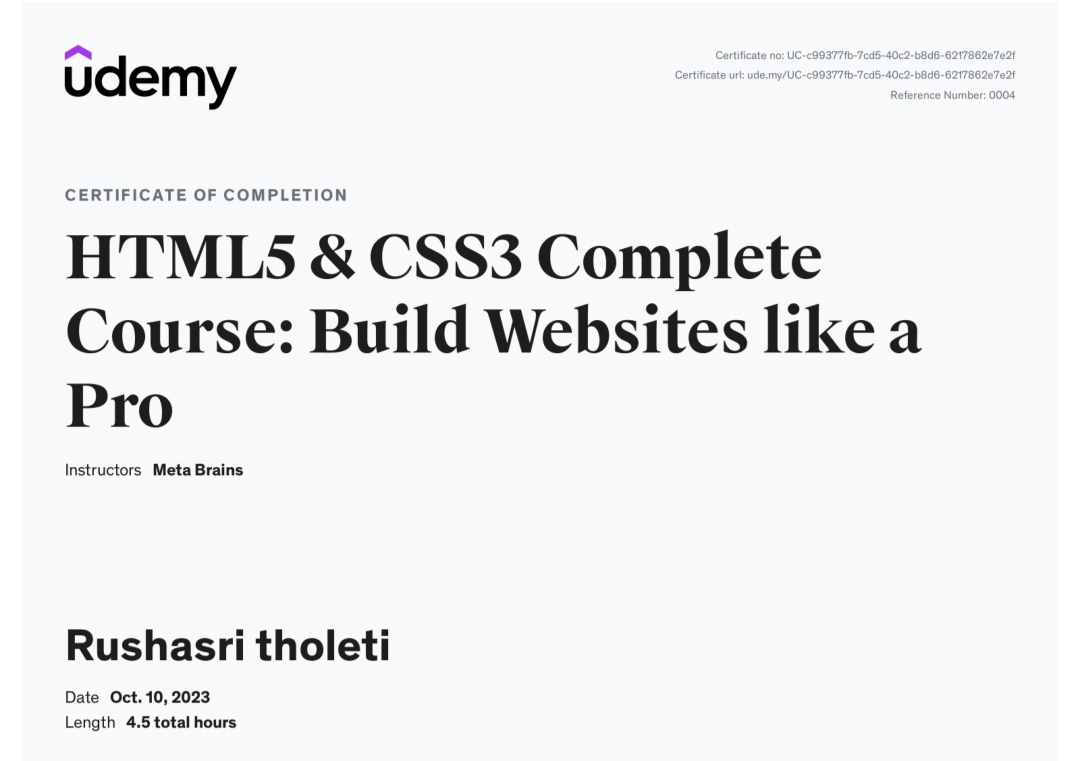 udemy
Certificate no: UC-c99377fb-7cd5-40c2-b8d6-6217862e7e2f
Certificate url: ude.my/UC-c99377fb-7cd5-40c2-b8d6-6217862e7e2f
Reference Number: 0004
CERTIFICATE OF COMPLETION
HTML5 & CSS3 Complete
Course: Build Websites like a
Pro
Instructors Meta Brains
Rushasri tholeti
Date Oct. 10, 2023
Length 4.5 total hours